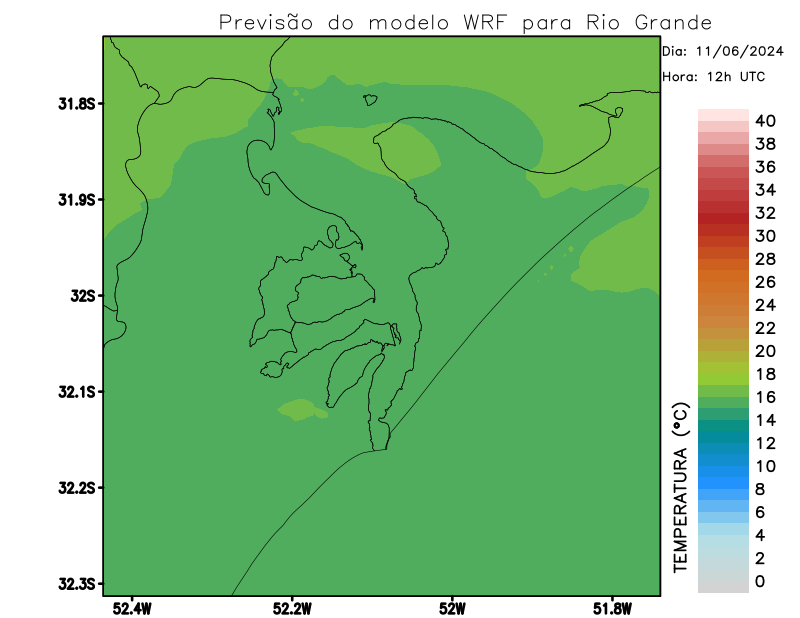 Previsão do modelo WRF para Rio Grande
Dia: 11/06/2024
Hora: 12h UTC
31.8S
31.9S
32S
32.1S
32.2S
32.3S
52.4W
52.2W
52W
51.8W
40
38
36
34
32
30
28
26
24
22
20
18
16
14
12
10
8
6
4
2
0
TEMPERATURA (°C)